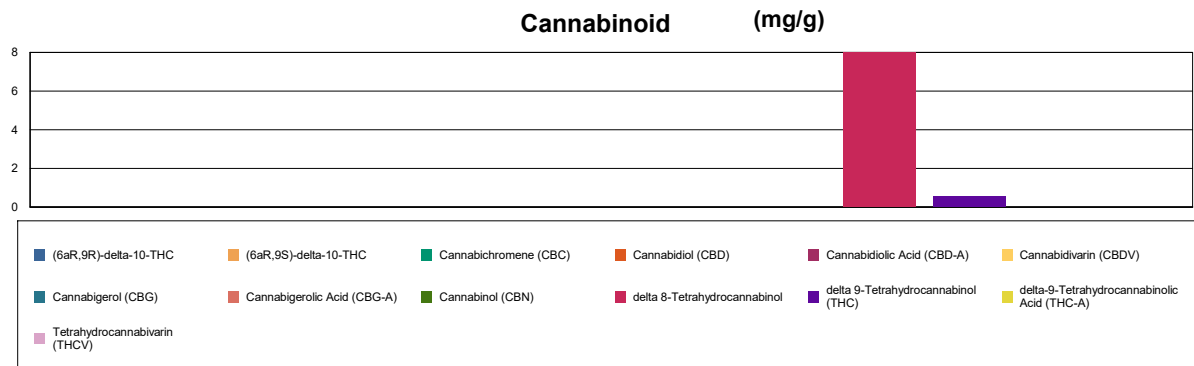 Cannabinoid (mg/g)
8
6
4
2
0
(6aR,9R)-delta-10-THC
(6aR,9S)-delta-10-THC
Cannabichromene (CBC)
Cannabidiol (CBD)
Cannabidiolic Acid (CBD-A)
Cannabidivarin (CBDV)
Cannabigerol (CBG)
Cannabigerolic Acid (CBG-A)
Cannabinol (CBN)
delta 8-Tetrahydrocannabinol
delta 9-Tetrahydrocannabinol
(THC)
delta-9-Tetrahydrocannabinolic
Acid (THC-A)
Tetrahydrocannabivarin
(THCV)